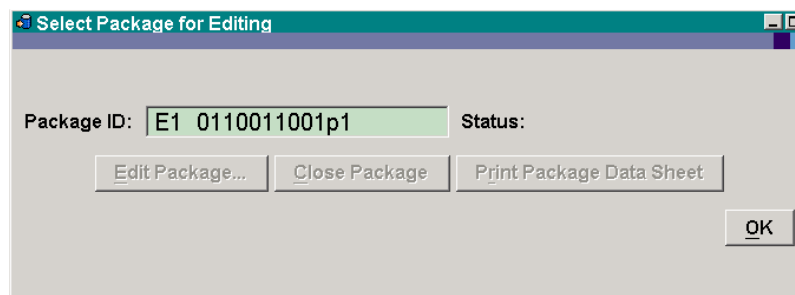 Select Package for Editing
Package ID: E1 0110011001p1 Status:
Edit Package... Close Package Print Package Data Sheet
OK